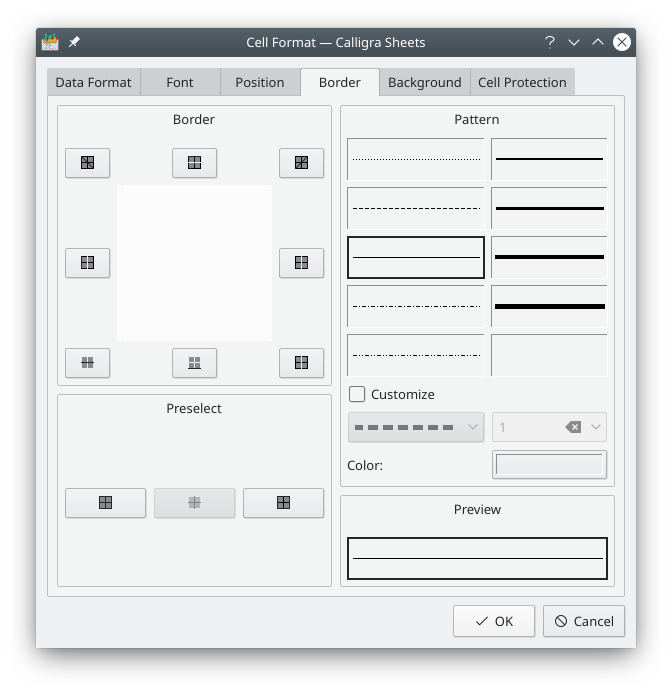 Cell Format — Calligra Sheets
Data Format
Font
Position
Border
Background
Cell Protection
Border
Pattern
Customize
1
Color:
Preselect
Preview
OK
Cancel